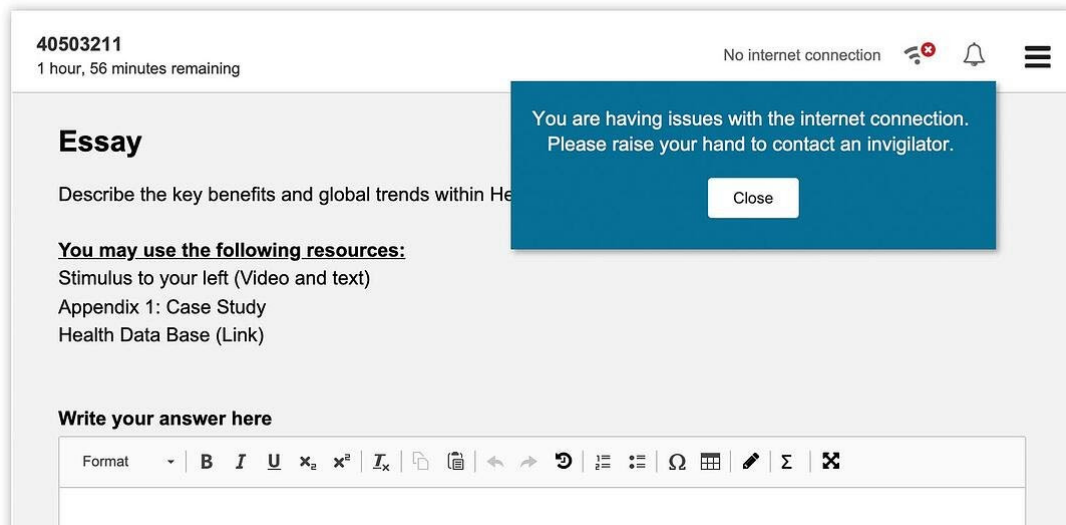 40503211
1 hour, 56 minutes remaining
No internet connection
You are having issues with the internet connection.
Please raise your hand to contact an invigilator.
Close
Essay
Describe the key benefits and global trends within
You may use the following resources:
Stimulus to your left (Video and text)
Appendix 1: Case Study
Health Data Base (Link)
Write your answer here
Format
B I U x₂ x² Tx Ω Σ